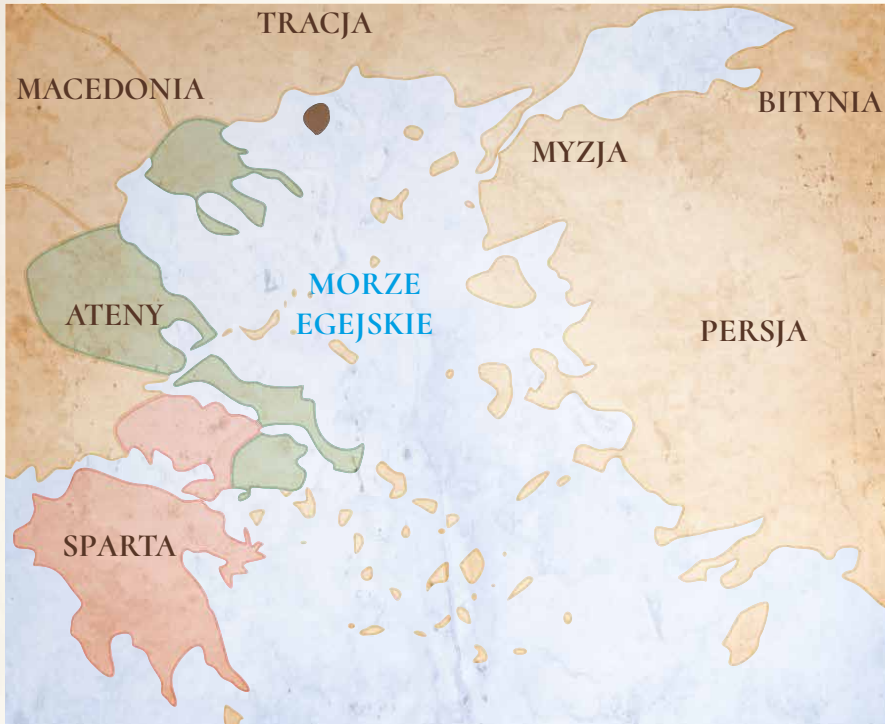 TRACJA
MACEDONIA
BITYNIA
MYZJA
MORZE
EGEJSKIE
ATENY
PERSJA
SPARTA